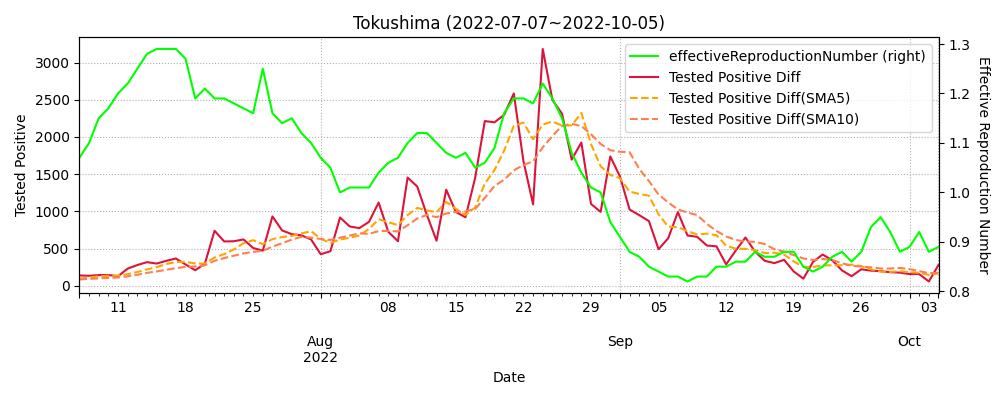 Tokushima (2022-07-07~2022-10-05)
effectiveReproductionNumber (right)
Tested Positive Diff
Tested Positive Diff(SMA5)
Tested Positive Diff(SMA10)
Tested Positive
3000
2500
2000
1500
1000
500
0
Effective Reproduction Number
1.3
1.2
1.1
1.0
0.9
0.8
11 18 25 08 15 22 29 05 12 19 26 03
Aug Sep Oct
2022
Date